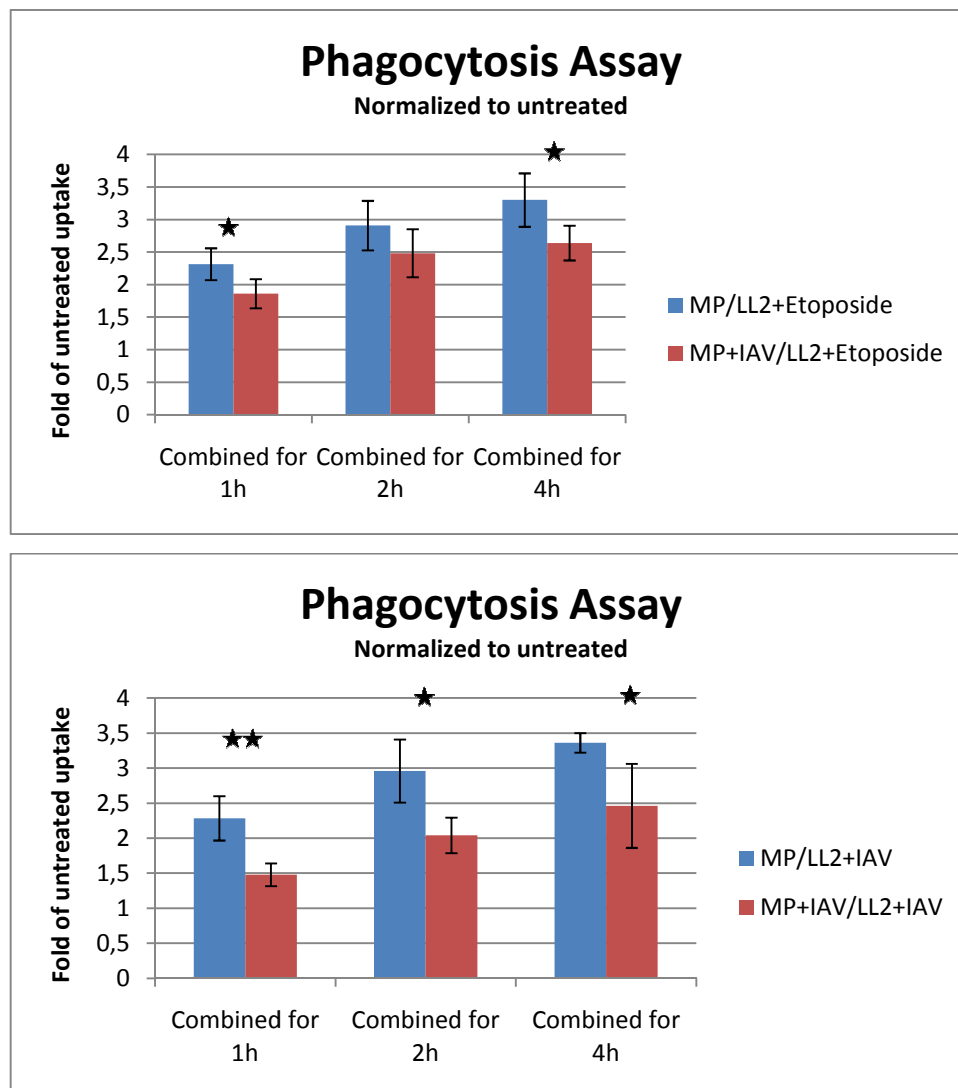 Phagocytosis Assay
Normalized to untreated
Fold of untreated uptake
4
3,5
3
2,5
2
1,5
1
0,5
0
Combined for 1h
Combined for 2h
Combined for 4h
MP/LL2+Etoposide
MP+IAV/LL2+Etoposide
Phagocytosis Assay
Normalized to untreated
Fold of untreated uptake
4
3,5
3
2,5
2
1,5
1
0,5
0
Combined for 1h
Combined for 2h
Combined for 4h
MP/LL2+IAV
MP+IAV/LL2+IAV